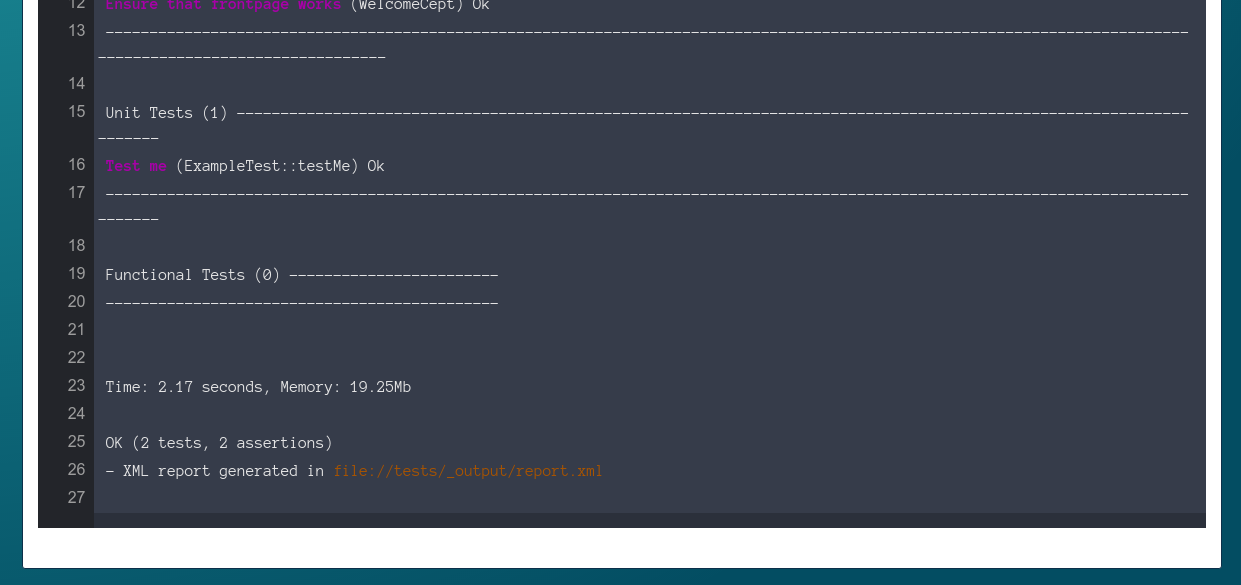 12 Ensure that frontpage works (WelcomeCept) Ok
13 ----------------------------------------------------------------------------------------------------------------------------
---------------------------------
14
15 Unit Tests (1) -------------------------------------------------------------------------------------------------------------
-------
16 Test me (ExampleTest::testMe) Ok
17 ----------------------------------------------------------------------------------------------------------------------------
-------
18
19 Functional Tests (0) ------------------------
20 ---------------------------------------------
21
22
23 Time: 2.17 seconds, Memory: 19.25Mb
24
25 OK (2 tests, 2 assertions)
26 - XML report generated in file://tests/_output/report.xml
27